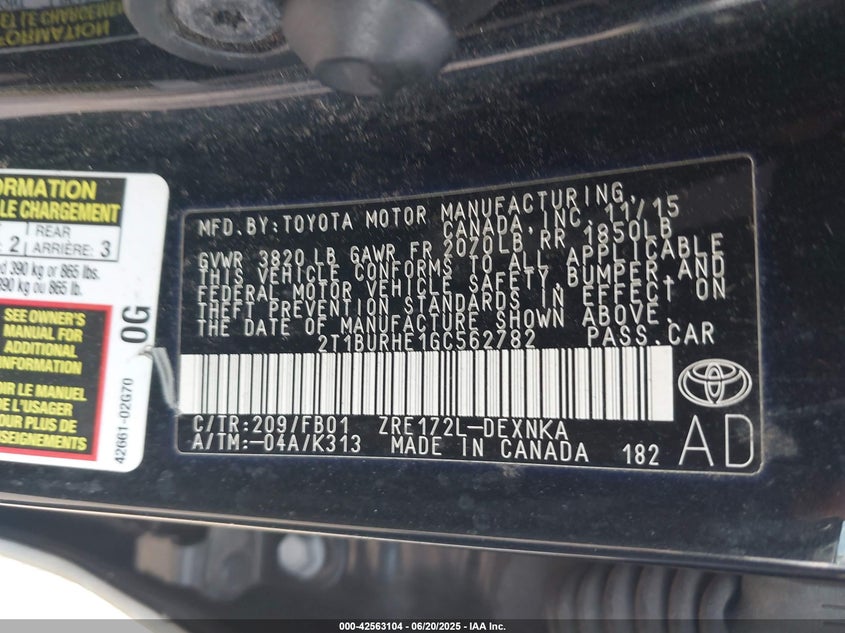 ORMATION
LE CHARGEMENT
REAR
2 ARRIÈRE: 3
390 kg or 865 lbs.
390 kg ou 865 lb.
SEE OWNER'S
MANUAL FOR
ADDITIONAL
INFORMATION
LE MANUEL
DE L'USAGER
POUR PLUS
0G
42661-02G70
MFD.BY:TOYOTA MOTOR MANUFACTURING,
CANADA,INC. 11/15
GVWR 3820 LB GAWR FR 2070LB RR 1850LB
THIS VEHICLE CONFORMS TO ALL APPLICABLE
FEDERAL MOTOR VEHICLE SAFETY,BUMPER,AND
THEFT PREVENTION STANDARDS IN EFFECT ON
THE DATE OF MANUFACTURE SHOWN ABOVE.
2T1BURHE1GC562782 PASS.CAR
C/TR:209/FB01 ZRE172L-DEXNKA
A/TM:-04A/K313 MADE IN CANADA 182
AD
000-42563104 - 06/20/2025 - IAA Inc.